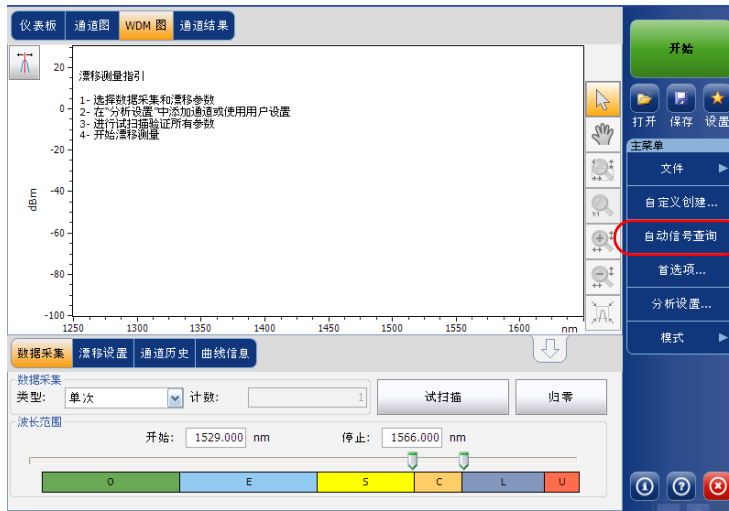 仪表板 通道图 WDM 图 通道结果
开始
漂移测量指引
1- 选择数据采集和漂移参数
2- 在"分析设置"中添加通道或使用用户设置
3- 进行试扫描验证所有参数
4- 开始漂移测量
20
0
-20
-40
-60
-80
-100
dBm
1250 1300 1350 1400 1450 1500 1550 1600 nm
1:1
打开 保存 设置
主菜单
文件
自定义创建...
自动信号查询
首选项...
分析设置...
模式
数据采集 漂移设置 通道历史 曲线信息
数据采集
类型: 单次 计数: 1 试扫描 归零
波长范围
开始: 1529.000 nm 停止: 1566.000 nm
O E S C L U